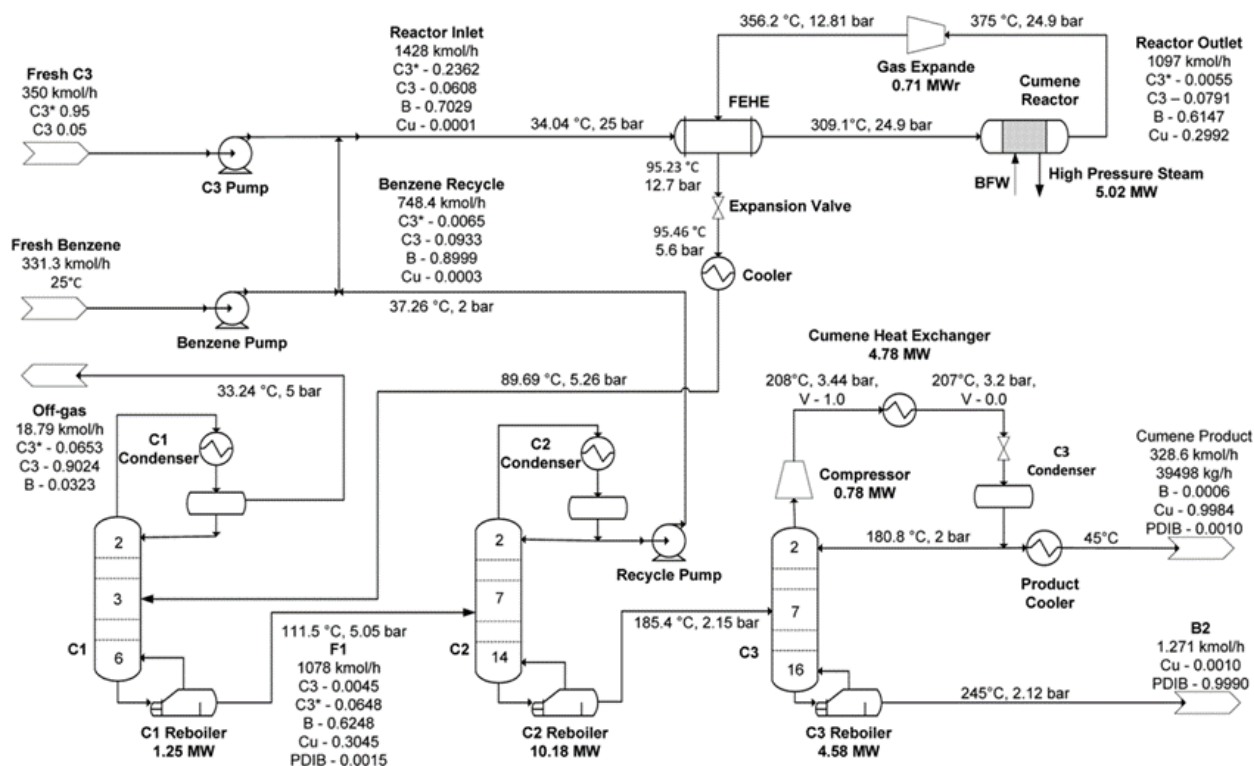 Fresh C3
350 kmol/h
C3* 0.95
C3 0.05
C3 Pump
Reactor Inlet
1428 kmol/h
C3* - 0.2362
C3 - 0.0608
B - 0.7029
Cu - 0.0001
34.04 °C, 25 bar
356.2 °C, 12.81 bar
375 °C, 24.9 bar
Gas Expande
0.71 MWr
FEHE
309.1°C, 24.9 bar
Cumene
Reactor
Reactor Outlet
1097 kmol/h
C3* - 0.0055
C3 – 0.0791
B - 0.6147
Cu - 0.2992
BFW
High Pressure Steam
5.02 MW
95.23 °C
12.7 bar
Expansion Valve
95.46 °C
5.6 bar
Cooler
Fresh Benzene
331.3 kmol/h
25°C
Benzene Pump
Benzene Recycle
748.4 kmol/h
C3* - 0.0065
C3 - 0.0933
B - 0.8999
Cu - 0.0003
37.26 °C, 2 bar
33.24 °C, 5 bar
89.69 °C, 5.26 bar
Off-gas
18.79 kmol/h
C3* - 0.0653
C3 - 0.9024
B - 0.0323
C1
Condenser
2
3
6
C1
C1 Reboiler
1.25 MW
111.5 °C, 5.05 bar
F1
1078 kmol/h
C3 - 0.0045
C3* - 0.0648
B - 0.6248
Cu - 0.3045
PDIB - 0.0015
C2
Condenser
2
7
14
C2
Recycle Pump
C2 Reboiler
10.18 MW
185.4 °C, 2.15 bar
Cumene Heat Exchanger
4.78 MW
208°C, 3.44 bar,
V - 1.0
207°C, 3.2 bar,
V - 0.0
Compressor
0.78 MW
C3
Condenser
2
7
16
C3
180.8 °C, 2 bar
45°C
Product
Cooler
Cumene Product
328.6 kmol/h
39498 kg/h
B - 0.0006
Cu - 0.9984
PDIB - 0.0010
C3 Reboiler
4.58 MW
245°C, 2.12 bar
B2
1.271 kmol/h
Cu - 0.0010
PDIB - 0.9990